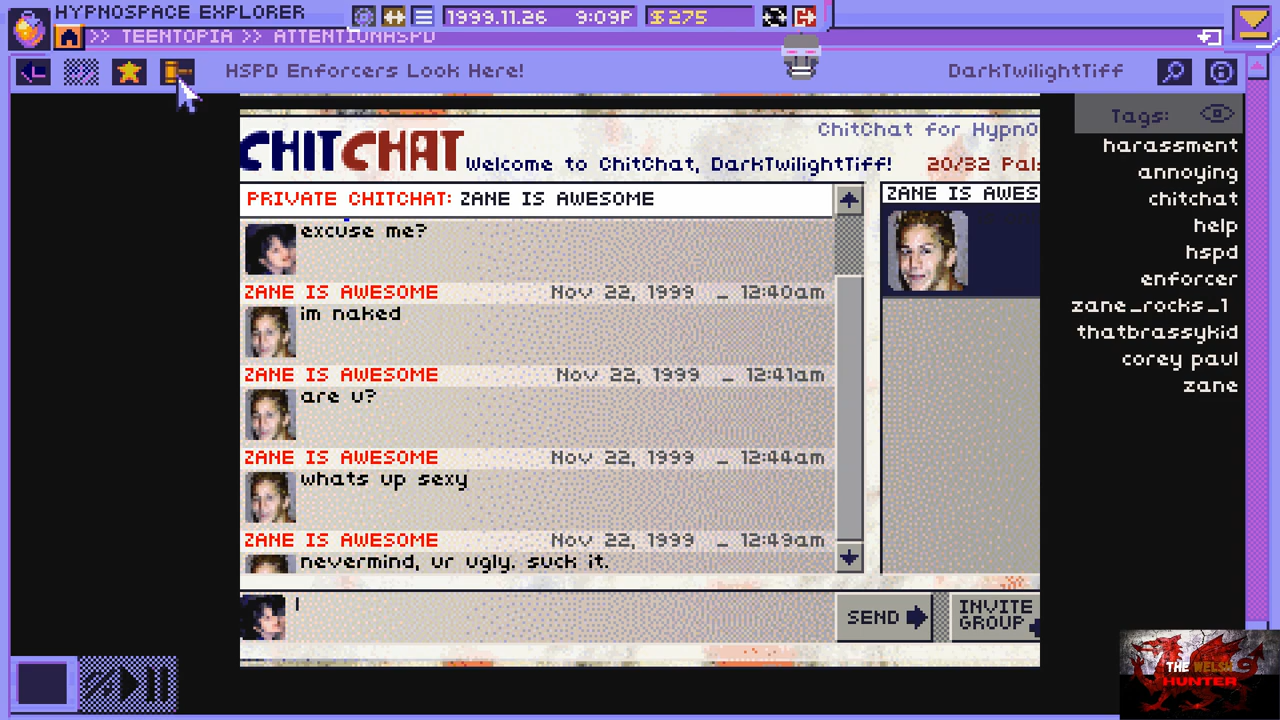 HYPNOSPACE EXPLORER
1999.11.26 9:09P
$275
>> TEENTOPIA >> ATTENTIONHSPD
HSPD Enforcers Look Here!
DarkTwilightTiff
CHITCHAT
ChitChat for Hypno
Welcome to ChitChat, DarkTwilightTiff!
20/32 Pals
PRIVATE CHITCHAT: ZANE IS AWESOME
ZANE IS AWES
excuse me?
ZANE IS AWESOME Nov 22, 1999 _ 12:40am
im naked
ZANE IS AWESOME Nov 22, 1999 _ 12:41am
are u?
ZANE IS AWESOME Nov 22, 1999 _ 12:44am
whats up sexy
ZANE IS AWESOME Nov 22, 1999 _ 12:49am
nevermind, ur ugly. suck it.
SEND
INVITE
GROUP
Tags:
harassment
annoying
chitchat
help
hspd
enforcer
zane_rocks_1
thatbrassykid
corey paul
zane
THE WELSH
HUNTER